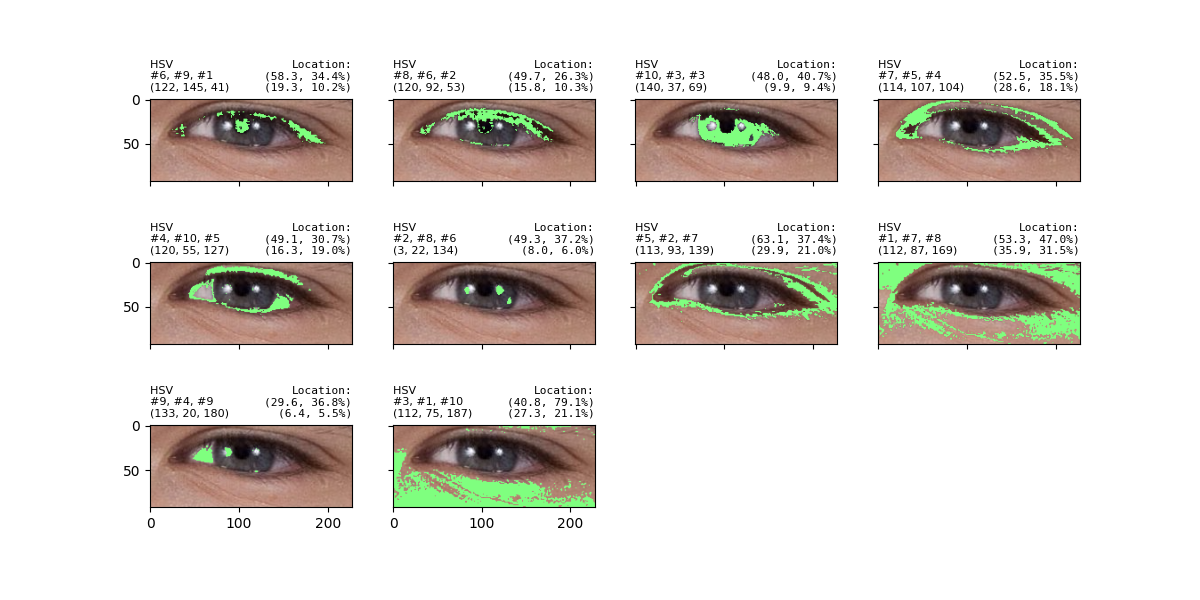 HSV Location:
#6, #9, #1 (58.3, 34.4%)
(122, 145, 41) (19.3, 10.2%)
HSV Location:
#8, #6, #2 (49.7, 26.3%)
(120, 92, 53) (15.8, 10.3%)
HSV Location:
#10, #3, #3 (48.0, 40.7%)
(140, 37, 69) (9.9, 9.4%)
HSV Location:
#7, #5, #4 (52.5, 35.5%)
(114, 107, 104) (28.6, 18.1%)
0
50
HSV Location:
#4, #10, #5 (49.1, 30.7%)
(120, 55, 127) (16.3, 19.0%)
HSV Location:
#2, #8, #6 (49.3, 37.2%)
(3, 22, 134) (8.0, 6.0%)
HSV Location:
#5, #2, #7 (63.1, 37.4%)
(113, 93, 139) (29.9, 21.0%)
HSV Location:
#1, #7, #8 (53.3, 47.0%)
(112, 87, 169) (35.9, 31.5%)
0
50
HSV Location:
#9, #4, #9 (29.6, 36.8%)
(133, 20, 180) (6.4, 5.5%)
HSV Location:
#3, #1, #10 (40.8, 79.1%)
(112, 75, 187) (27.3, 21.1%)
0
50
0 100 200
0 100 200